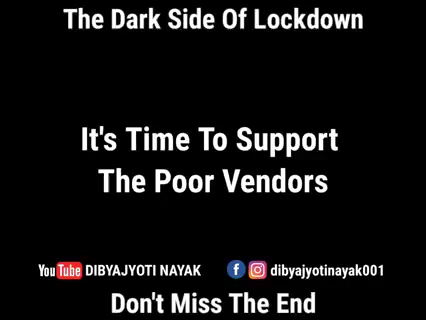 The Dark Side Of Lockdown
It's Time To Support
The Poor Vendors
YouTube DIBYAJYOTI NAYAK dibyajyotinayak001
Don't Miss The End